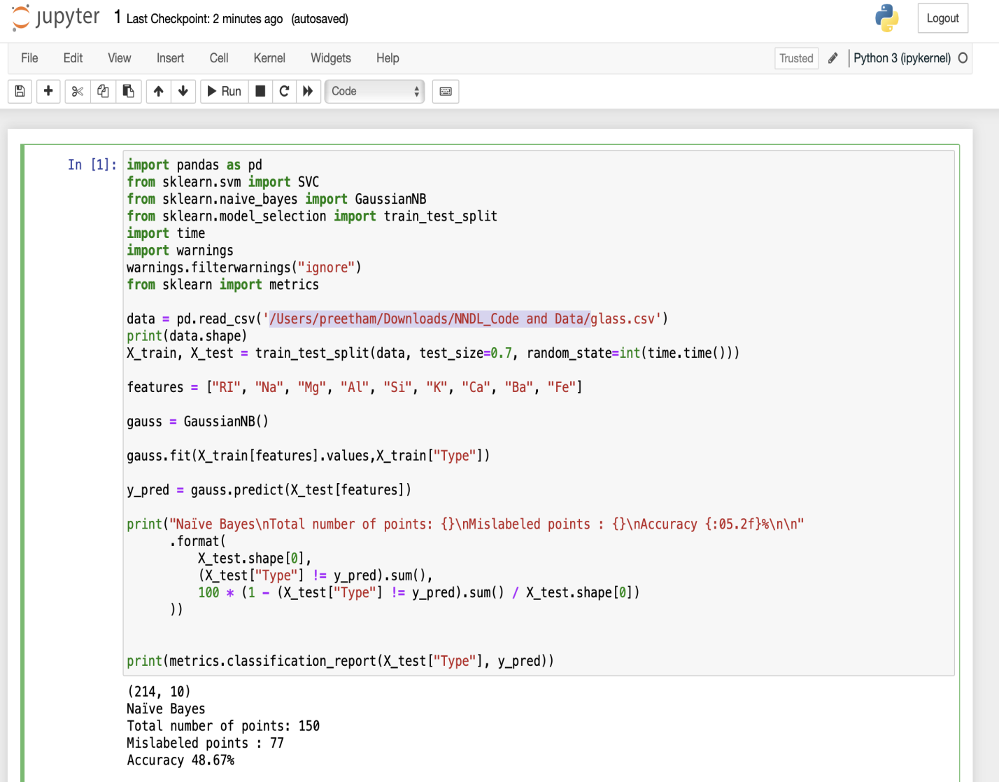 jupyter 1 Last Checkpoint: 2 minutes ago (autosaved) Logout
File Edit View Insert Cell Kernel Widgets Help Trusted Python 3 (ipykernel)
Run Code
In [1]: import pandas as pd
from sklearn.svm import SVC
from sklearn.naive_bayes import GaussianNB
from sklearn.model_selection import train_test_split
import time
import warnings
warnings.filterwarnings("ignore")
from sklearn import metrics
data = pd.read_csv('/Users/preetham/Downloads/NNDL_Code and Data/glass.csv')
print(data.shape)
X_train, X_test = train_test_split(data, test_size=0.7, random_state=int(time.time()))
features = ["RI", "Na", "Mg", "Al", "Si", "K", "Ca", "Ba", "Fe"]
gauss = GaussianNB()
gauss.fit(X_train[features].values,X_train["Type"])
y_pred = gauss.predict(X_test[features])
print("Naïve Bayes\nTotal number of points: {}\nMislabeled points : {}\nAccuracy {:05.2f}%\n\n"
.format(
X_test.shape[0],
(X_test["Type"] != y_pred).sum(),
100 * (1 - (X_test["Type"] != y_pred).sum() / X_test.shape[0])
))
print(metrics.classification_report(X_test["Type"], y_pred))
(214, 10)
Naïve Bayes
Total number of points: 150
Mislabeled points : 77
Accuracy 48.67%